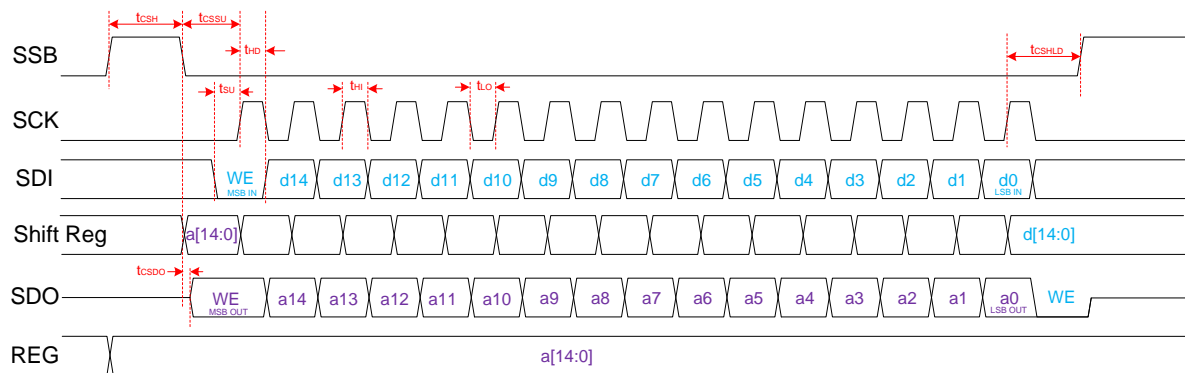 tCSH tCSSU
SSB tHD tCSHLD
tSU tHI tLO
SCK
SDI WE d14 d13 d12 d11 d10 d9 d8 d7 d6 d5 d4 d3 d2 d1 d0
MSB IN LSB IN
Shift Reg a[14:0] d[14:0]
tCSDO
SDO WE a14 a13 a12 a11 a10 a9 a8 a7 a6 a5 a4 a3 a2 a1 a0 WE
MSB OUT LSB OUT
REG a[14:0]